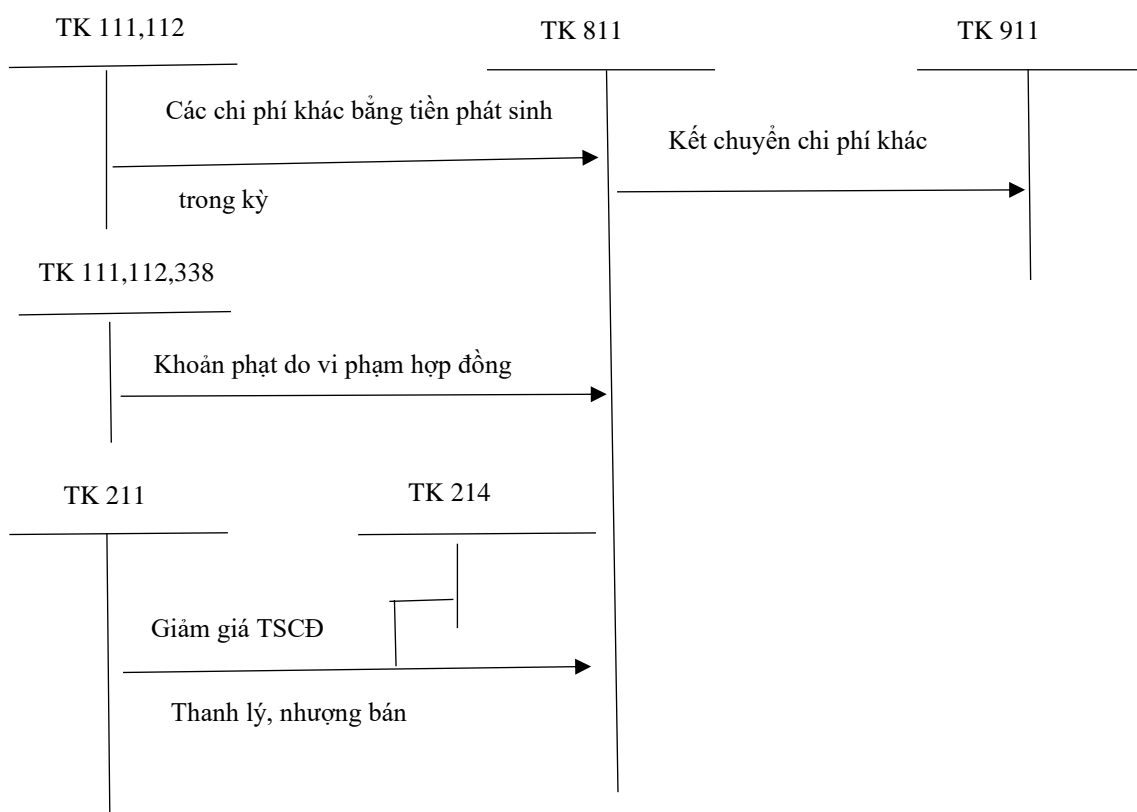 TK 111,112
TK 811
TK 911
Các chi phí khác bằng tiền phát sinh
Kết chuyển chi phí khác
trong kỳ
TK 111,112,338
Khoản phạt do vi phạm hợp đồng
TK 211
TK 214
Giảm giá TSCĐ
Thanh lý, nhượng bán